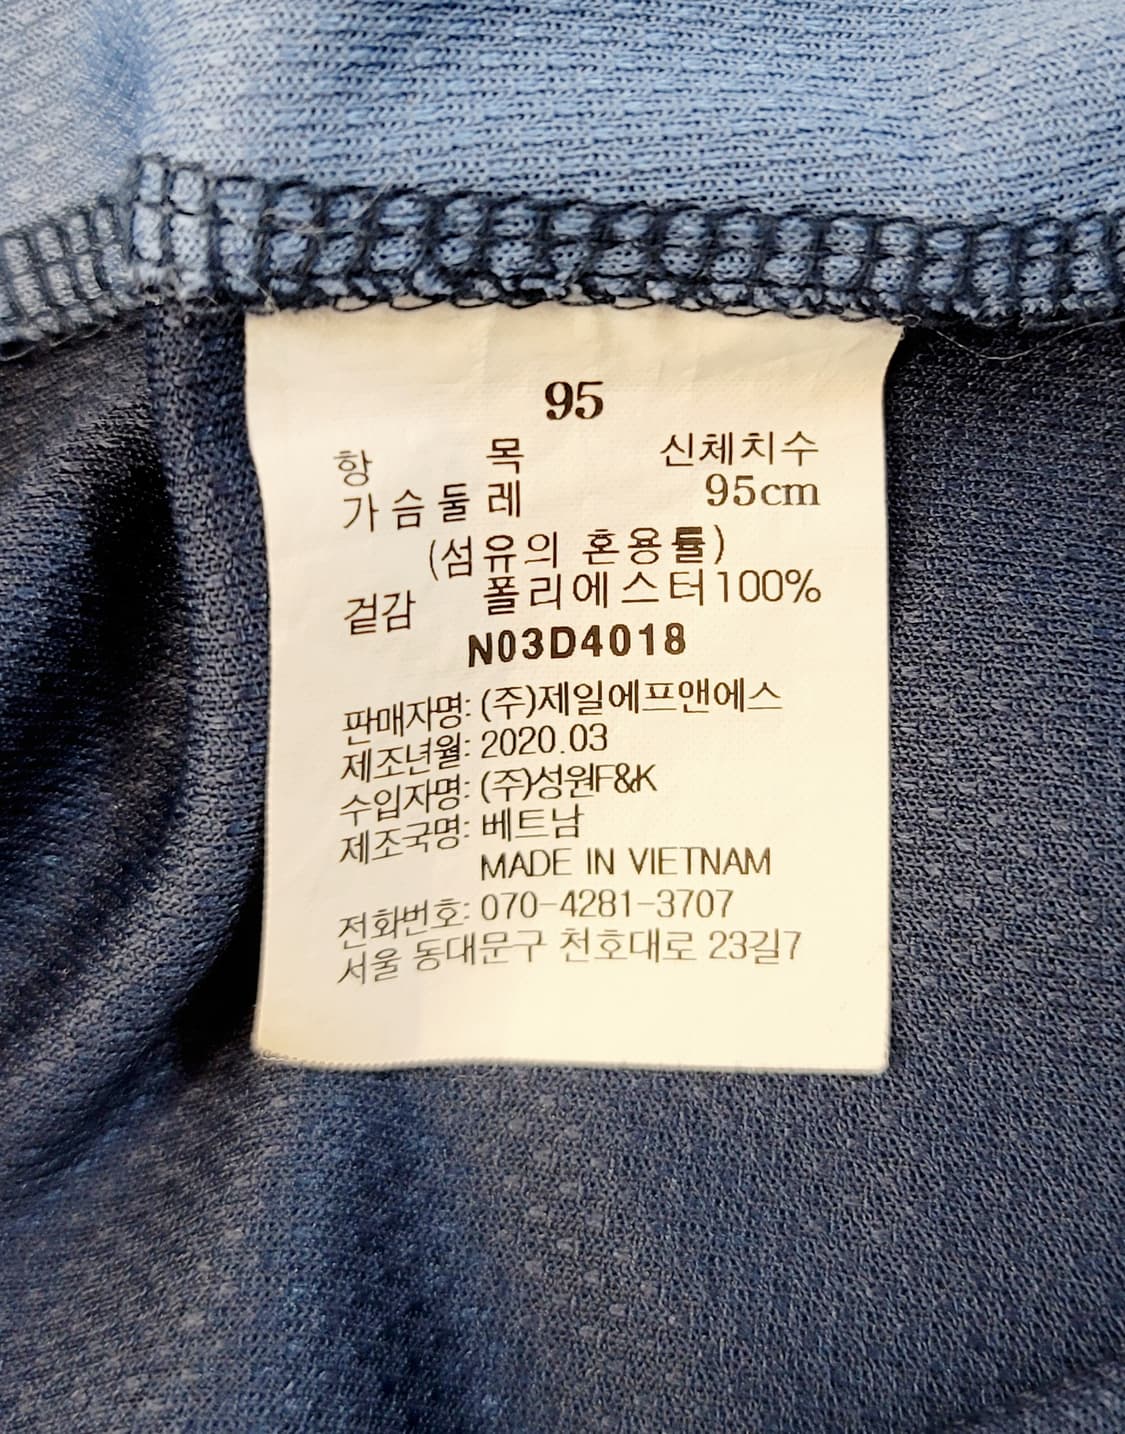 95
항 목 신체치수
가슴둘레 95cm
(섬유의 혼용률)
겉감 폴리에스터100%
N03D4018
판매자명: (주)제일에프앤에스
제조년월: 2020.03
수입자명: (주)성원F&K
제조국명: 베트남
MADE IN VIETNAM
전화번호: 070-4281-3707
서울 동대문구 천호대로 23길7